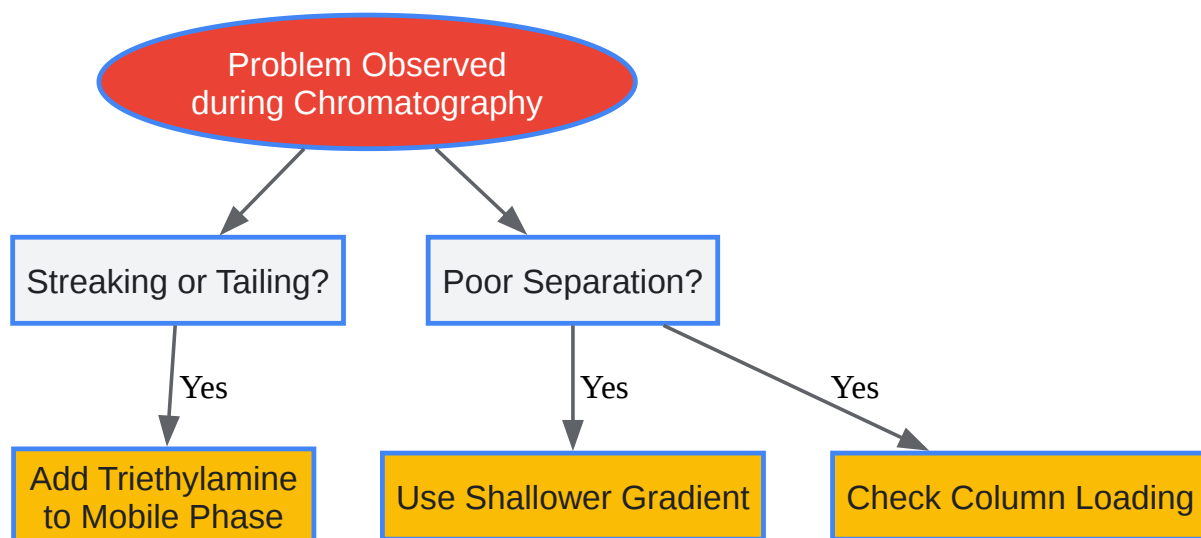 Problem Observed
during Chromatography
Streaking or Tailing?
Poor Separation?
Yes
Yes
Yes
Add Triethylamine
to Mobile Phase
Use Shallower Gradient
Check Column Loading